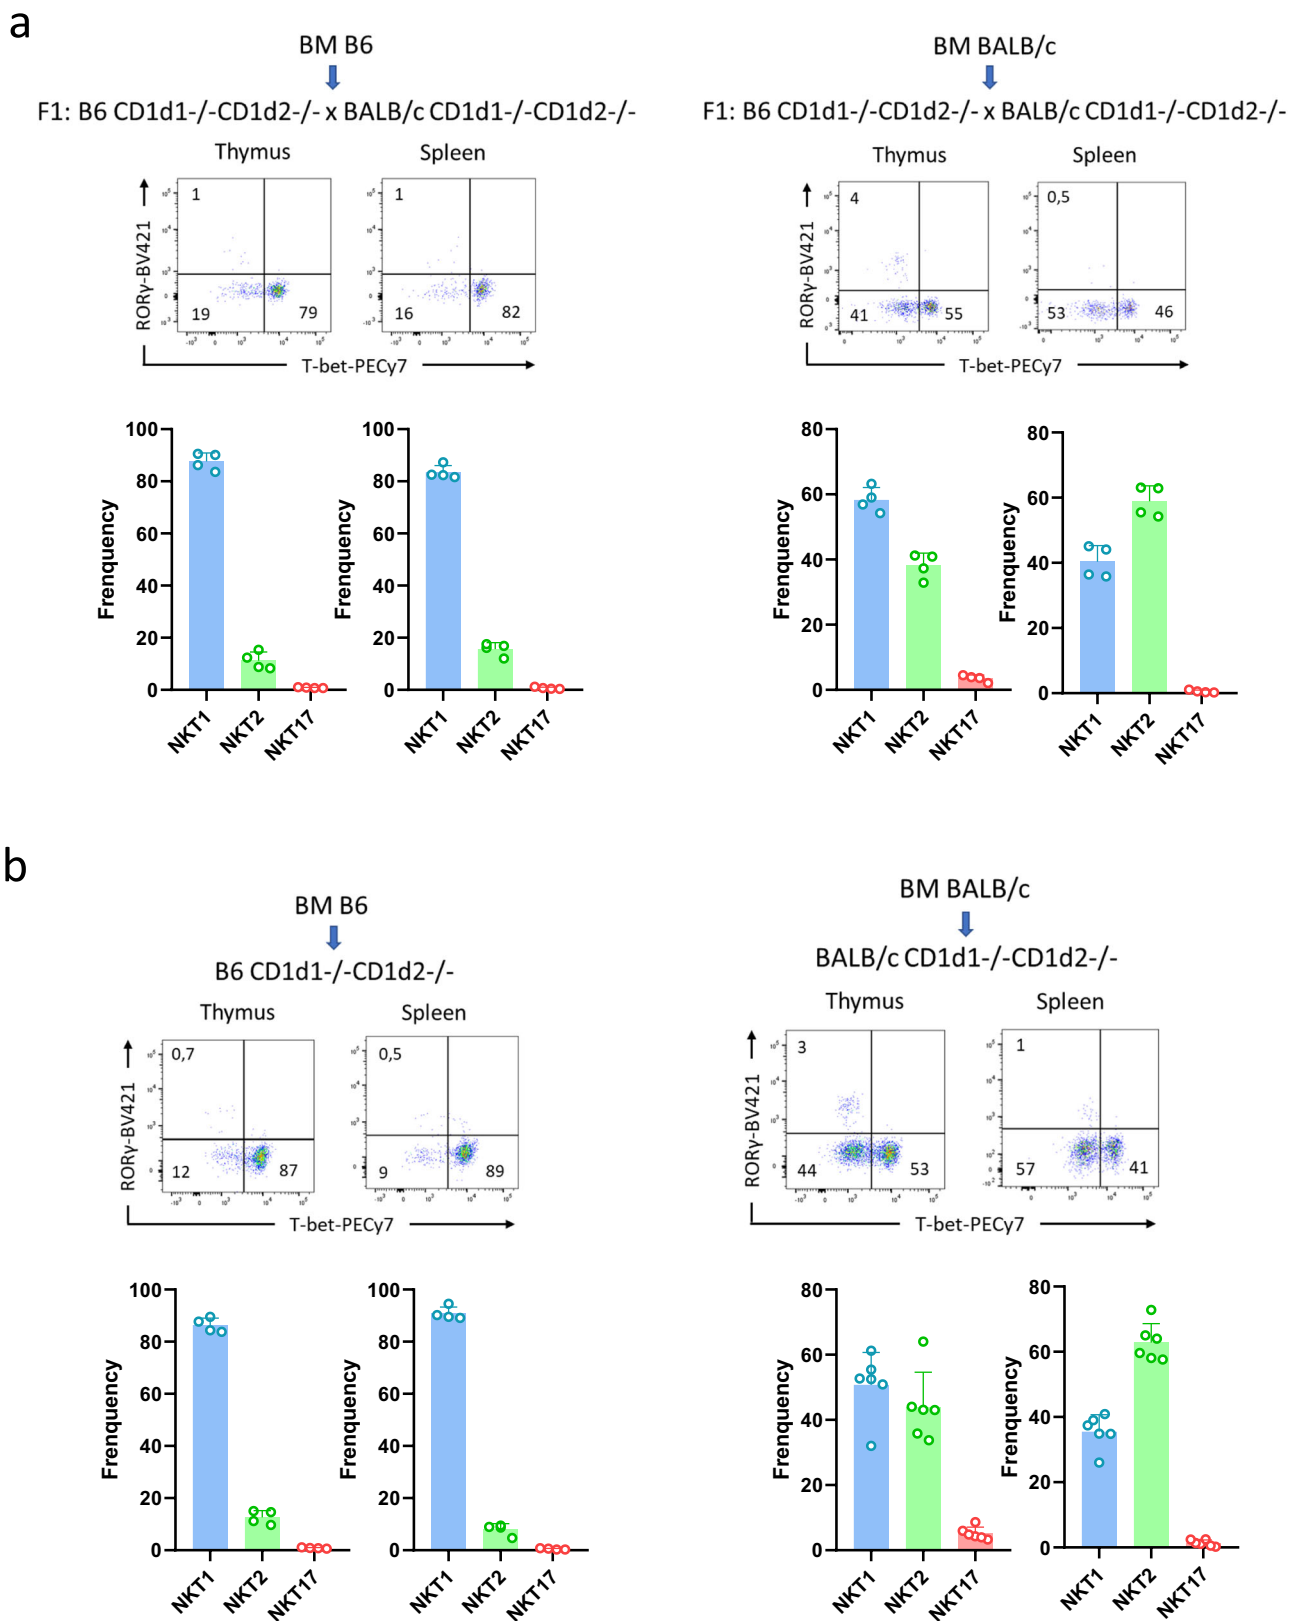 a
BM B6
F1: B6 CD1d1-/-CD1d2-/- x BALB/c CD1d1-/-CD1d2-/-
Thymus
Spleen
RORγ-BV421
1
19
79
1
16
82
T-bet-PECy7
BM BALB/c
F1: B6 CD1d1-/-CD1d2-/- x BALB/c CD1d1-/-CD1d2-/-
Thymus
Spleen
RORγ-BV421
4
41
55
0,5
53
46
T-bet-PECy7
Frenquency
100
80
60
40
20
0
NKT1
NKT2
NKT17
Frenquency
100
80
60
40
20
0
NKT1
NKT2
NKT17
Frenquency
80
60
40
20
0
NKT1
NKT2
NKT17
Frenquency
80
60
40
20
0
NKT1
NKT2
NKT17
b
BM B6
B6 CD1d1-/-CD1d2-/-
Thymus
Spleen
RORγ-BV421
0,7
12
87
0,5
9
89
T-bet-PECy7
BM BALB/c
BALB/c CD1d1-/-CD1d2-/-
Thymus
Spleen
RORγ-BV421
3
44
53
1
57
41
T-bet-PECy7
Frenquency
100
80
60
40
20
0
NKT1
NKT2
NKT17
Frenquency
100
80
60
40
20
0
NKT1
NKT2
NKT17
Frenquency
80
60
40
20
0
NKT1
NKT2
NKT17
Frenquency
80
60
40
20
0
NKT1
NKT2
NKT17